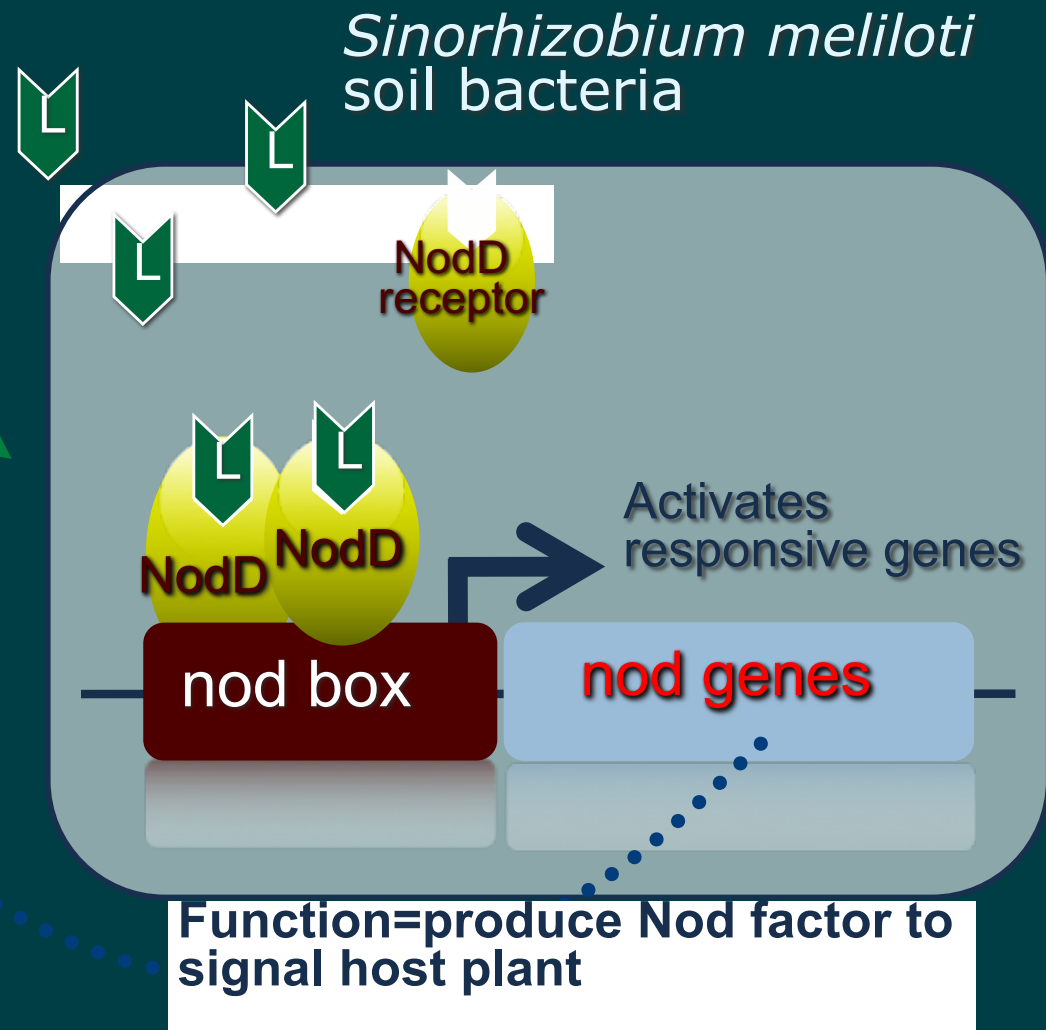 Sinorhizobium meliloti
soil bacteria
L
L
L
NodD
receptor
L
L
NodD
NodD
Activates
responsive genes
nod box
nod genes
Function=produce Nod factor to
signal host plant